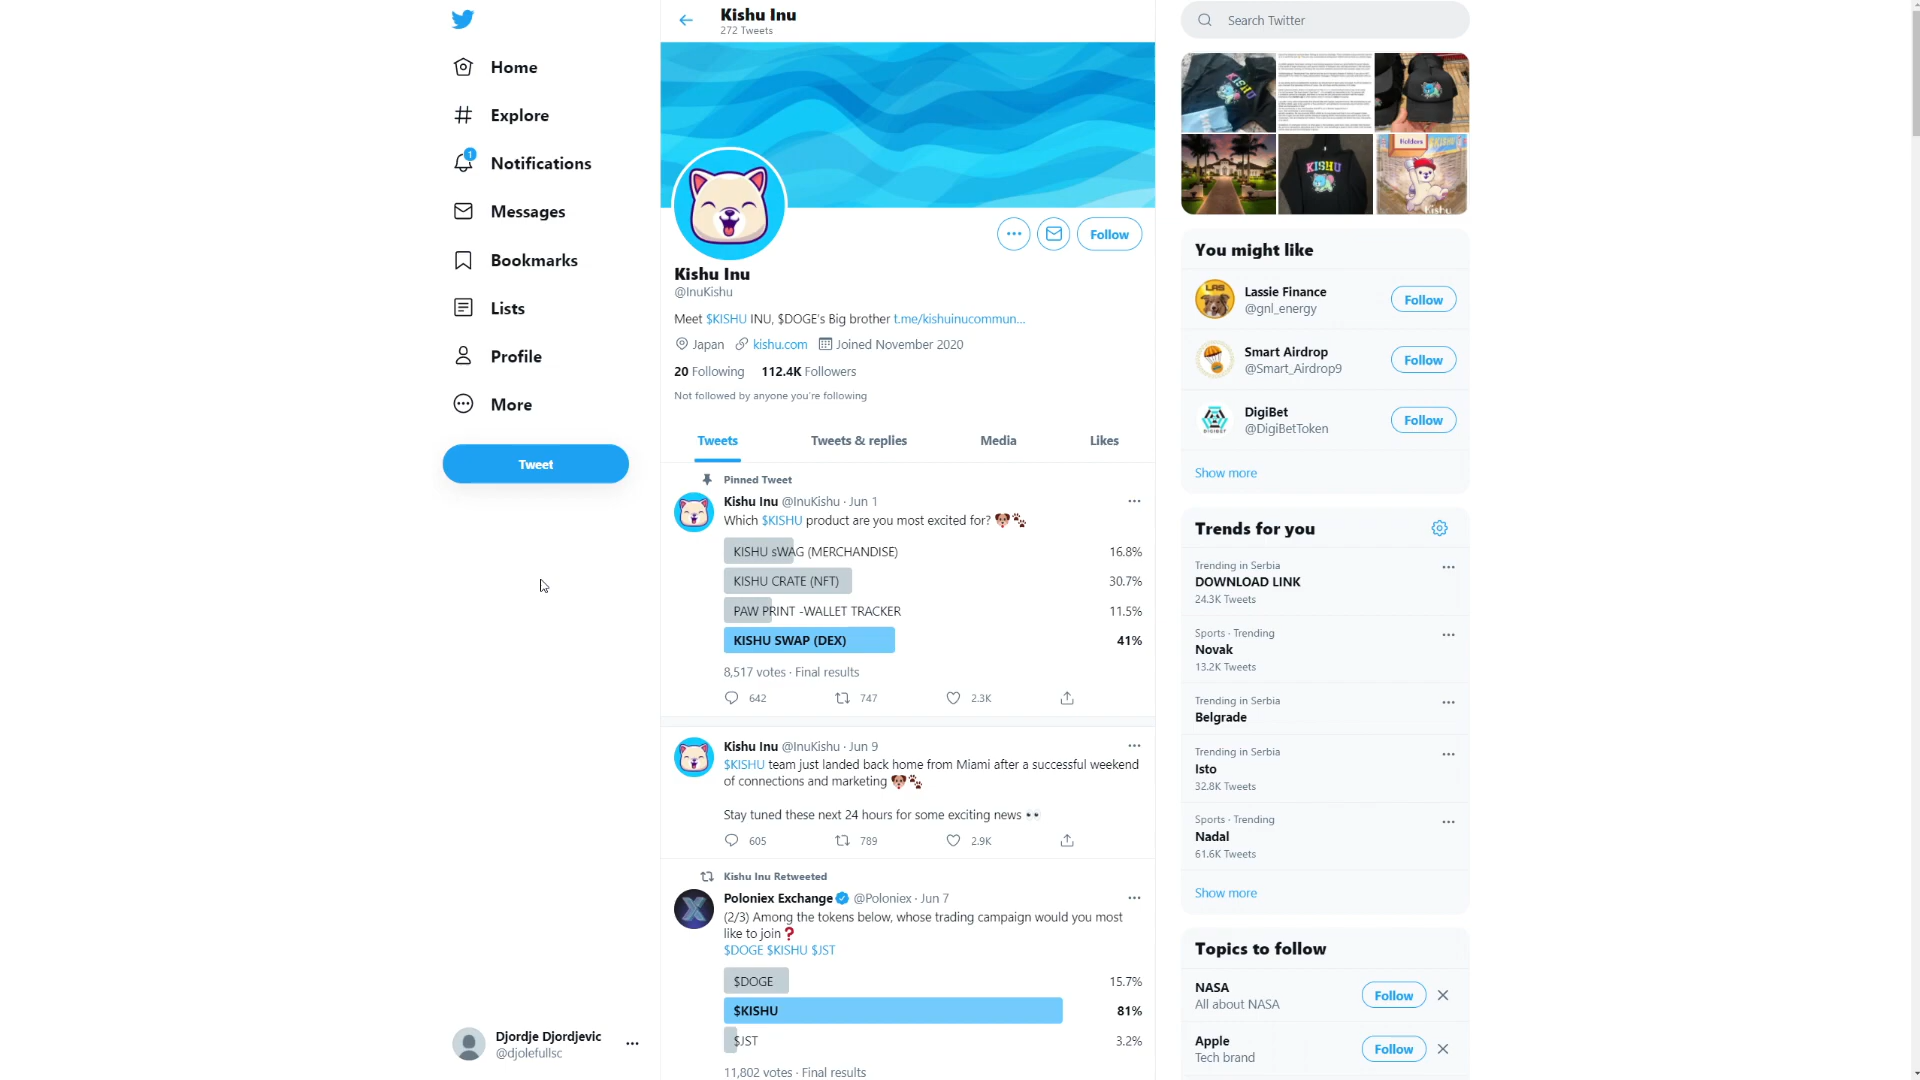 Home
Explore
1
Notifications
Messages
Bookmarks
Lists
Profile
More
Tweet
Djordje Djordjevic
@djolefullsc
Kishu Inu
272 Tweets
Follow
Kishu Inu
@InuKishu
Meet $KISHU INU, $DOGE's Big brother t.me/kishuinucommun...
Japan kishu.com Joined November 2020
20 Following 112.4K Followers
Not followed by anyone you're following
Tweets Tweets & replies Media Likes
Pinned Tweet
Kishu Inu @InuKishu · Jun 1
Which $KISHU product are you most excited for?
KISHU sWAG (MERCHANDISE) 16.8%
KISHU CRATE (NFT) 30.7%
PAW PRINT -WALLET TRACKER 11.5%
KISHU SWAP (DEX) 41%
8,517 votes · Final results
642 747 2.3K
Kishu Inu @InuKishu · Jun 9
$KISHU team just landed back home from Miami after a successful weekend
of connections and marketing
Stay tuned these next 24 hours for some exciting news
605 789 2.9K
Kishu Inu Retweeted
Poloniex Exchange @Poloniex · Jun 7
(2/3) Among the tokens below, whose trading campaign would you most
like to join❓
$DOGE $KISHU $JST
$DOGE 15.7%
$KISHU 81%
$JST 3.2%
11,802 votes · Final results
Search Twitter
KISHU
KISHU
Holders
KISHU
Kishu
You might like
Lassie Finance
@gnl_energy
Follow
Smart Airdrop
@Smart_Airdrop9
Follow
DigiBet
@DigiBetToken
Follow
Show more
Trends for you
Trending in Serbia
DOWNLOAD LINK
24.3K Tweets
Sports · Trending
Novak
13.2K Tweets
Trending in Serbia
Belgrade
Trending in Serbia
Isto
32.8K Tweets
Sports · Trending
Nadal
61.6K Tweets
Show more
Topics to follow
NASA
All about NASA
Follow
Apple
Tech brand
Follow